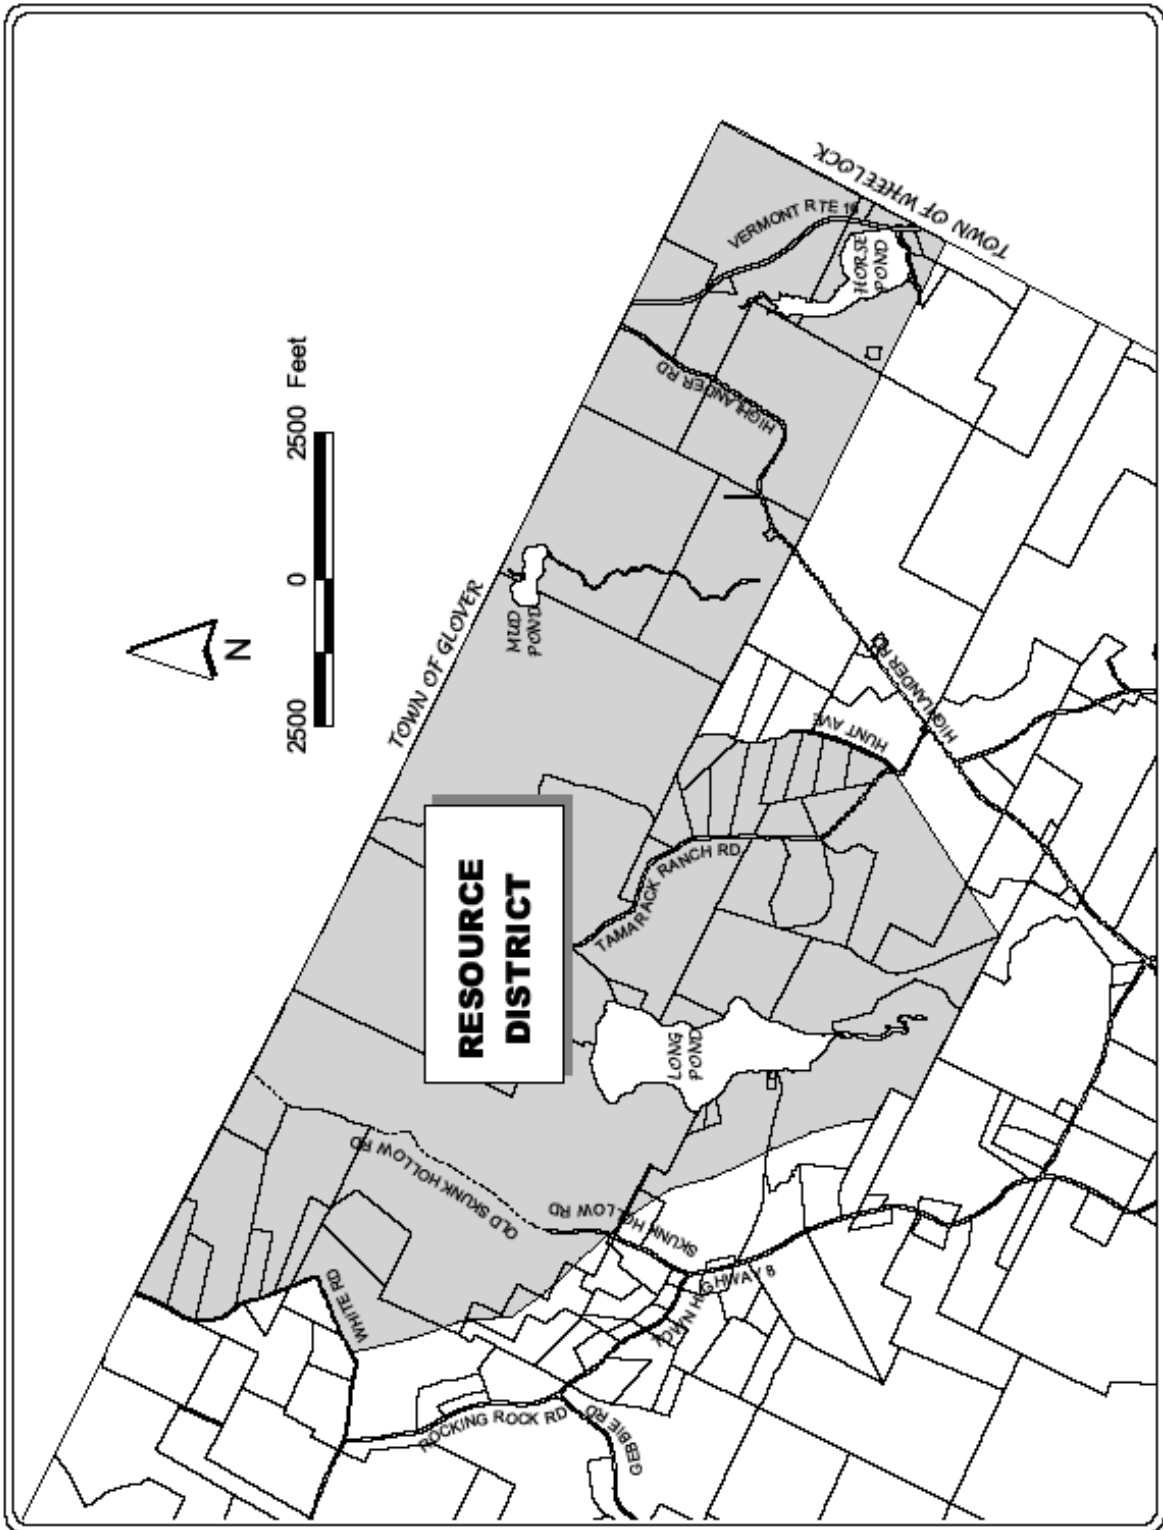 N
2500 0 2500 Feet
TOWN OF GLOVER
TOWN OF WHEELOCK
VERMONT RTE 16
HORSE
POND
HIGHLANDER RD
MUD
POND
RESOURCE
DISTRICT
HIGHLANDER RD
HUNT AVE
TAMARACK RANCH RD
LONG
POND
OLD SKUNK HOLLOW RD
SKUNK HOLLOW RD
WHITE RD
TOWN HIGHWAY 8
ROCKING ROCK RD
GEBBIE RD